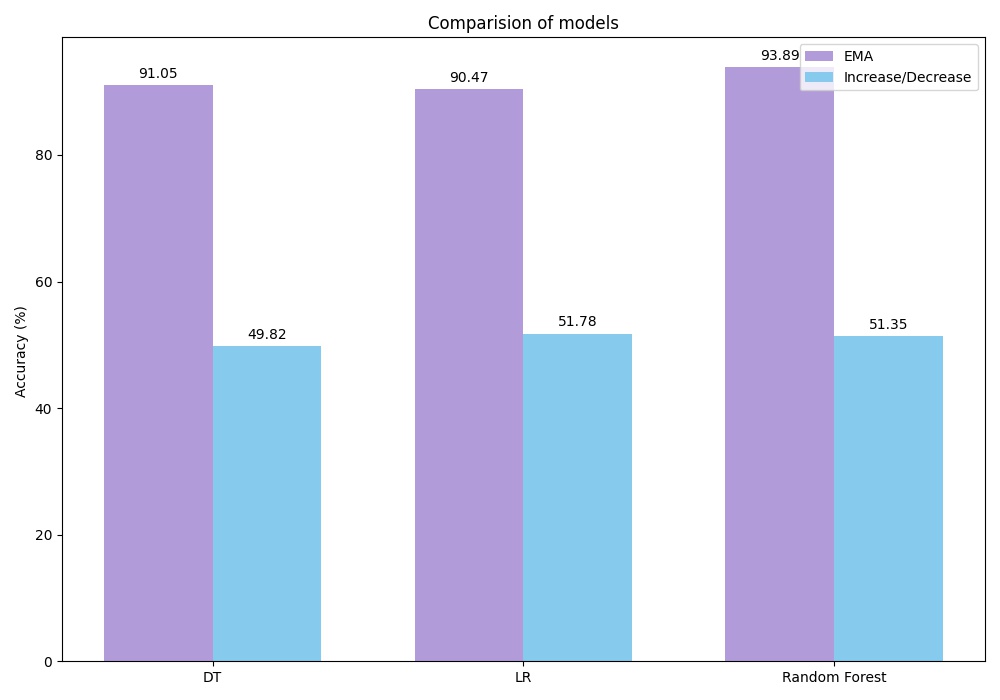 Comparision of models
EMA
Increase/Decrease
91.05
90.47
93.89
49.82
51.78
51.35
Accuracy (%)
80
60
40
20
0
DT
LR
Random Forest